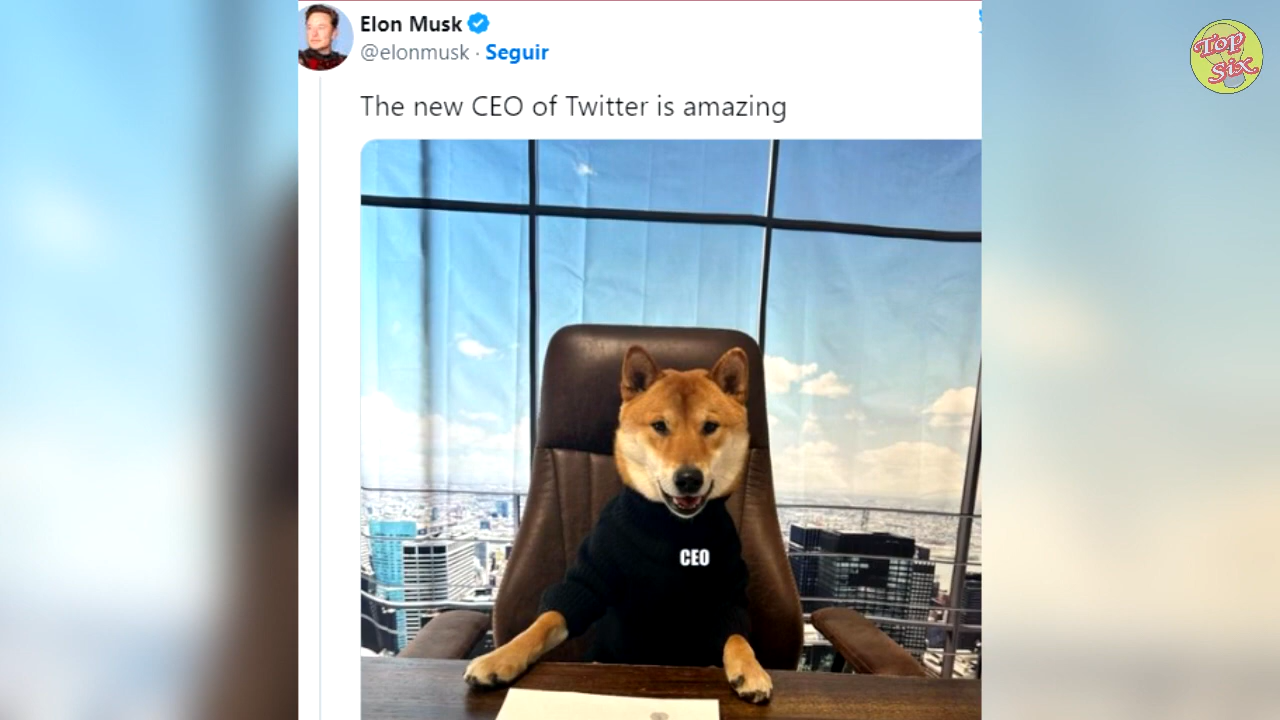 Elon Musk
@elonmusk · Seguir
The new CEO of Twitter is amazing
CEO
Top
Six